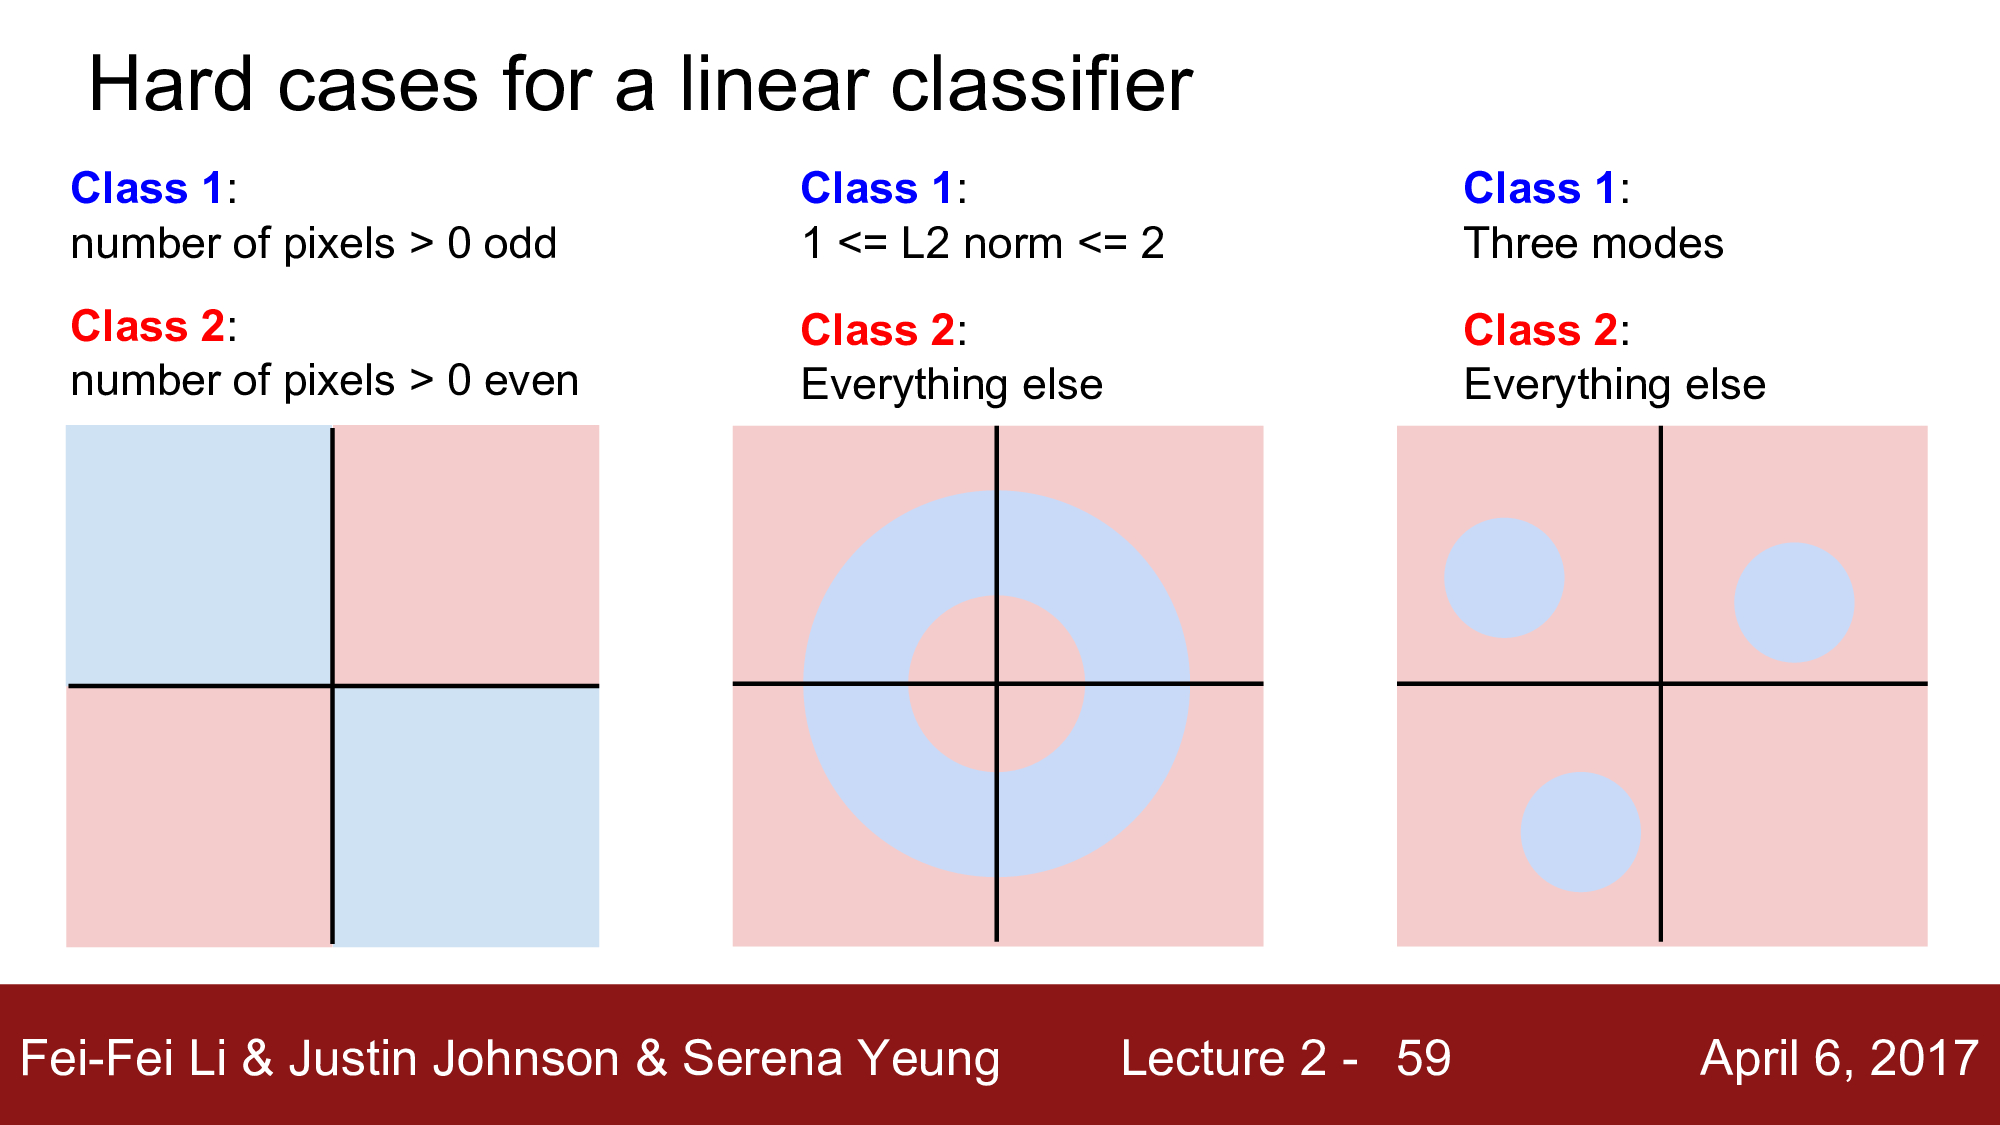 Hard cases for a linear classifier
Class 1:
number of pixels > 0 odd
Class 2:
number of pixels > 0 even
Class 1:
1 <= L2 norm <= 2
Class 2:
Everything else
Class 1:
Three modes
Class 2:
Everything else
Fei-Fei Li & Justin Johnson & Serena Yeung Lecture 2 - 59 April 6, 2017